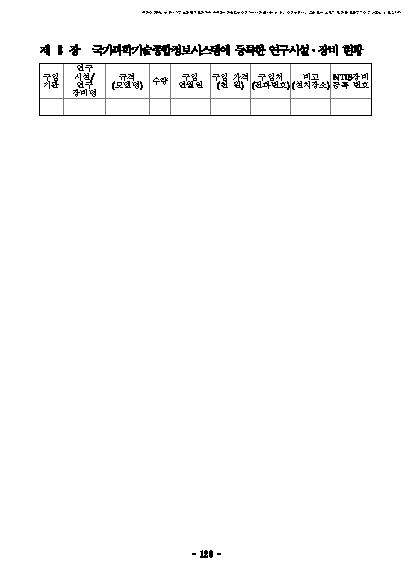 제 8 장 국가과학기술종합정보시스템에 등록한 연구시설·장비 현황
구입
기관
연구
시설/
연구
장비명
규격
(모델명)
수량
구입
연월일
구입 가격
(천 원)
구입처
(전화번호)
비고
(설치장소)
NTIS장비
등록 번호
- 128 -